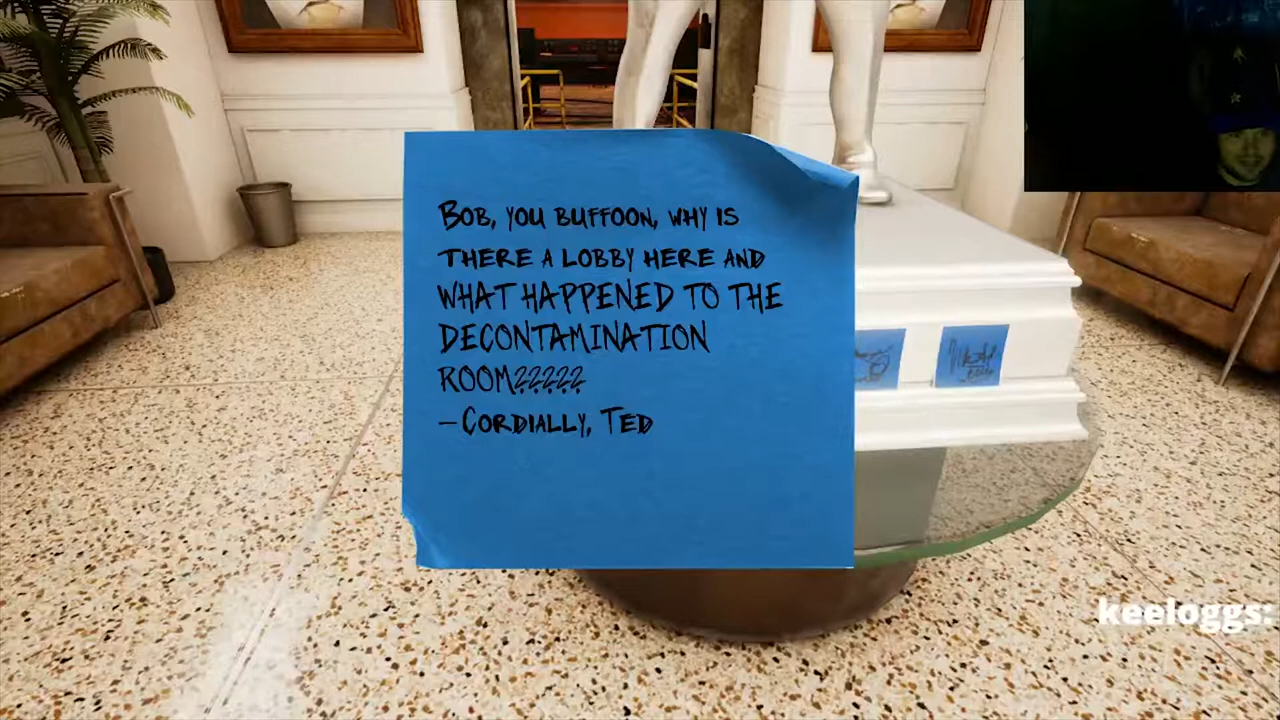 Bob, you buffoon, why is
there a lobby here and
WHAT HAPPENED TO THE
DECONTAMINATION
ROOM?????
– Cordially, Ted
keeloggs: